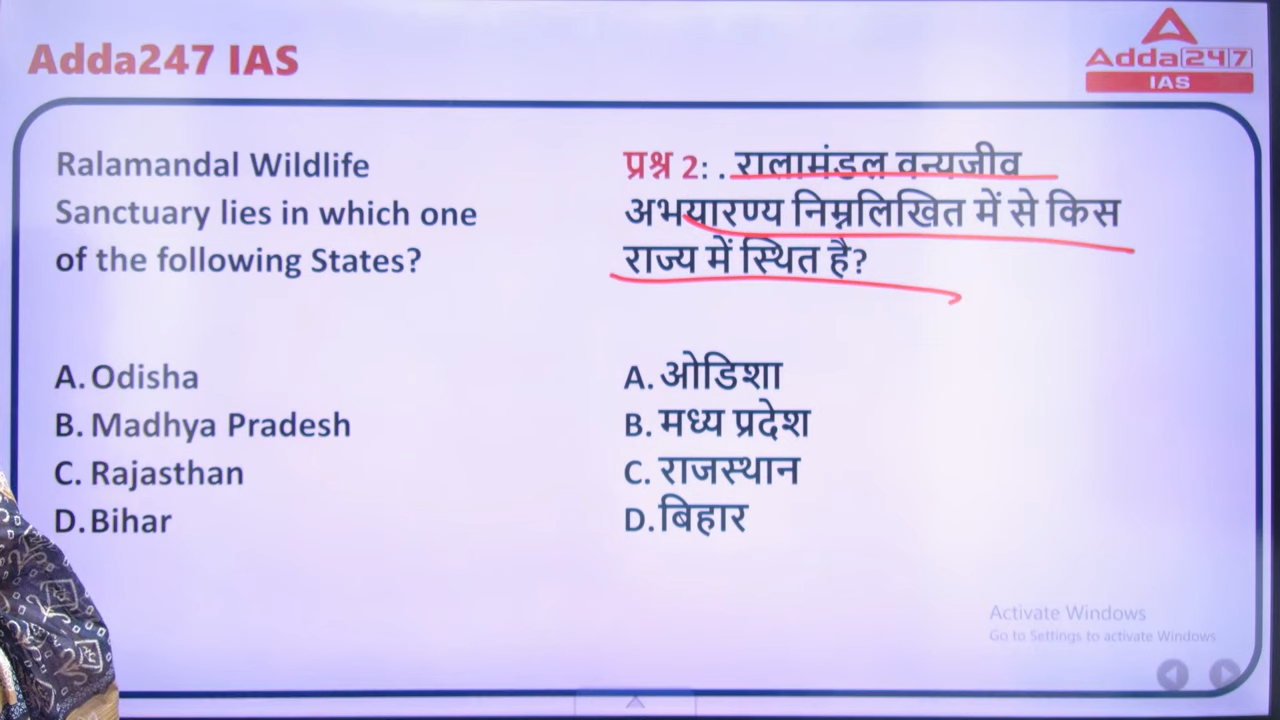 Adda247 IAS
Adda247
IAS
Ralamandal Wildlife
Sanctuary lies in which one
of the following States?
A. Odisha
B. Madhya Pradesh
C. Rajasthan
D. Bihar
प्रश्न 2: . रालामंडल वन्यजीव
अभयारण्य निम्नलिखित में से किस
राज्य में स्थित है?
A. ओडिशा
B. मध्य प्रदेश
C. राजस्थान
D. बिहार
Activate Windows
Go to Settings to activate Windows